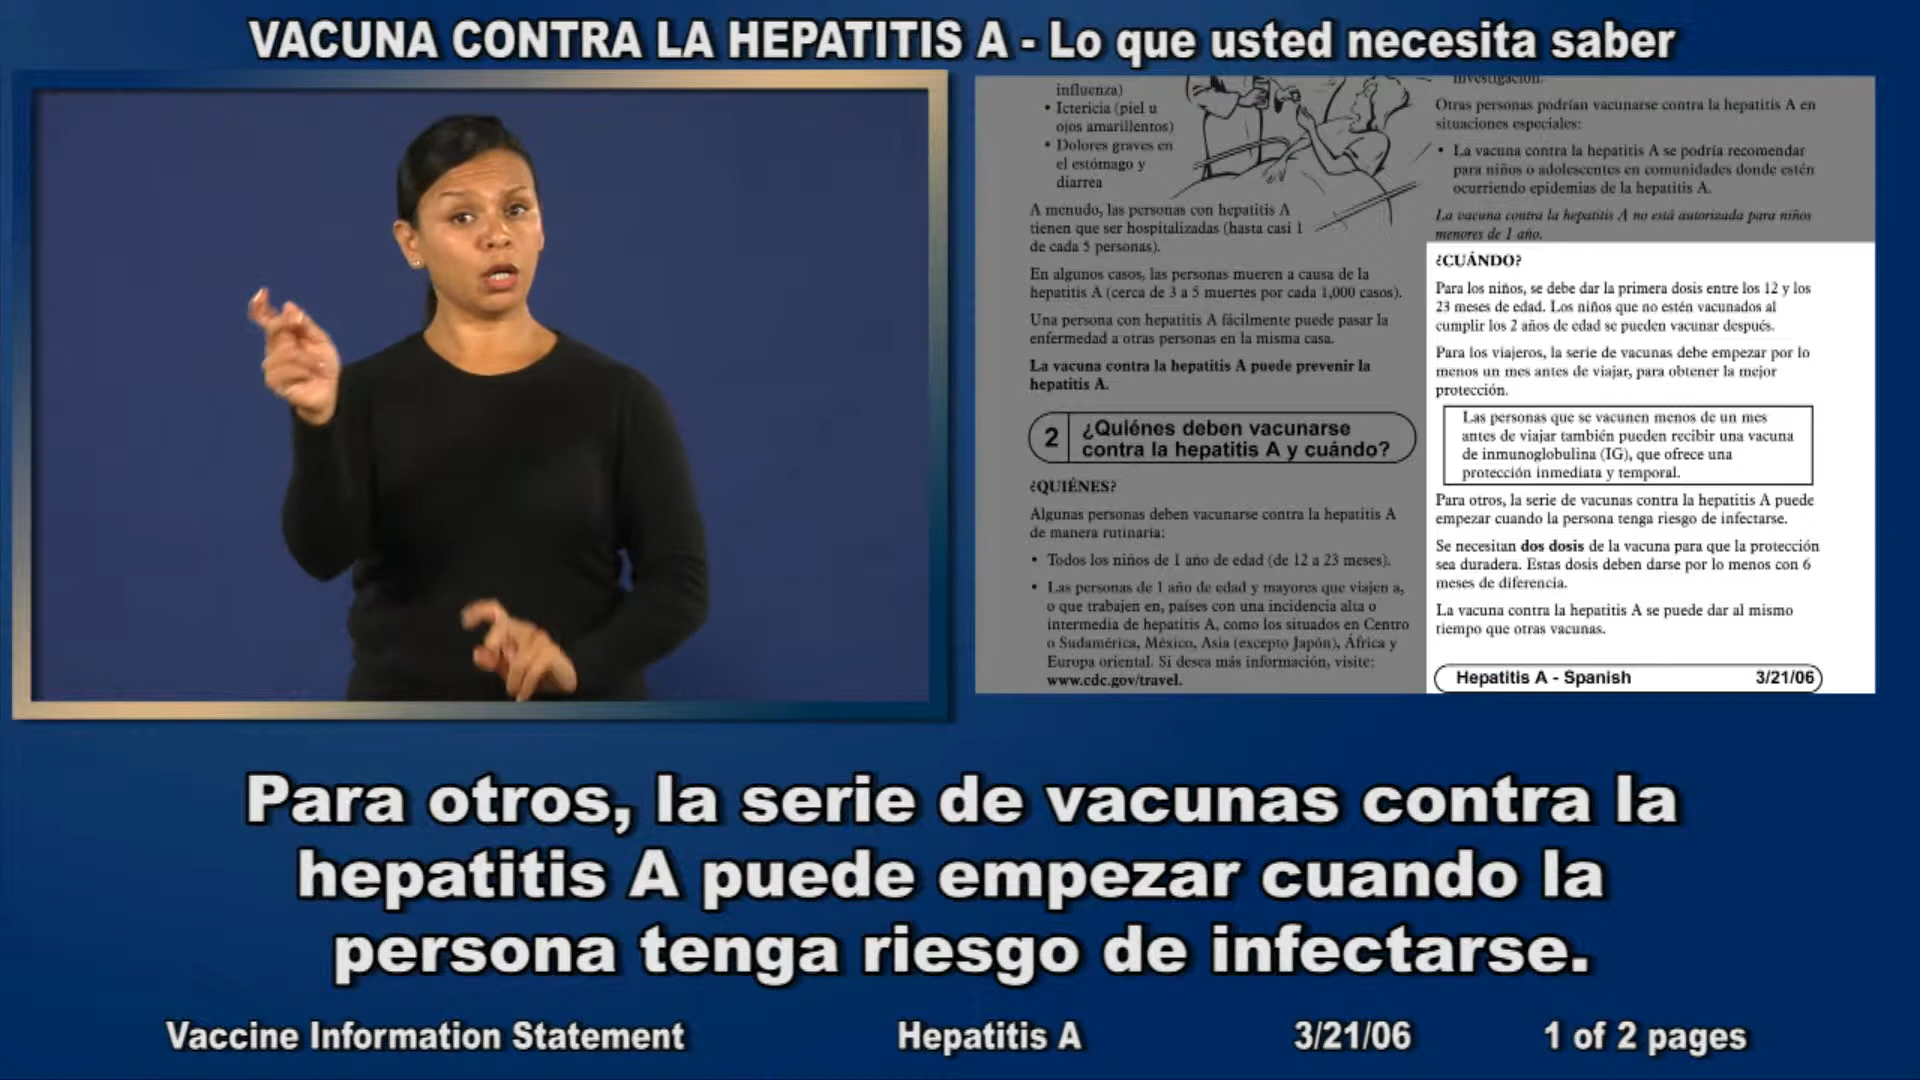 VACUNA CONTRA LA HEPATITIS A - Lo que usted necesita saber
influenza)
• Ictericia (piel u
ojos amarillentos)
• Dolores graves en
el estómago y
diarrea
A menudo, las personas con hepatitis A
tienen que ser hospitalizadas (hasta casi 1
de cada 5 personas).
En algunos casos, las personas mueren a causa de la
hepatitis A (cerca de 3 a 5 muertes por cada 1,000 casos).
Una persona con hepatitis A fácilmente puede pasar la
enfermedad a otras personas en la misma casa.
La vacuna contra la hepatitis A puede prevenir la
hepatitis A.
2 ¿Quiénes deben vacunarse
contra la hepatitis A y cuándo?
¿QUIÉNES?
Algunas personas deben vacunarse contra la hepatitis A
de manera rutinaria:
• Todos los niños de 1 año de edad (de 12 a 23 meses).
• Las personas de 1 año de edad y mayores que viajen a,
o que trabajen en, países con una incidencia alta o
intermedia de hepatitis A, como los situados en Centro
o Sudamérica, México, Asia (excepto Japón), África y
Europa oriental. Si desea más información, visite:
www.cdc.gov/travel.
investigación.
Otras personas podrían vacunarse contra la hepatitis A en
situaciones especiales:
• La vacuna contra la hepatitis A se podría recomendar
para niños o adolescentes en comunidades donde estén
ocurriendo epidemias de la hepatitis A.
La vacuna contra la hepatitis A no está autorizada para niños
menores de 1 año.
¿CUÁNDO?
Para los niños, se debe dar la primera dosis entre los 12 y los
23 meses de edad. Los niños que no estén vacunados al
cumplir los 2 años de edad se pueden vacunar después.
Para los viajeros, la serie de vacunas debe empezar por lo
menos un mes antes de viajar, para obtener la mejor
protección.
Las personas que se vacunen menos de un mes
antes de viajar también pueden recibir una vacuna
de inmunoglobulina (IG), que ofrece una
protección inmediata y temporal.
Para otros, la serie de vacunas contra la hepatitis A puede
empezar cuando la persona tenga riesgo de infectarse.
Se necesitan dos dosis de la vacuna para que la protección
sea duradera. Estas dosis deben darse por lo menos con 6
meses de diferencia.
La vacuna contra la hepatitis A se puede dar al mismo
tiempo que otras vacunas.
Hepatitis A - Spanish 3/21/06
Para otros, la serie de vacunas contra la
hepatitis A puede empezar cuando la
persona tenga riesgo de infectarse.
Vaccine Information Statement Hepatitis A 3/21/06 1 of 2 pages